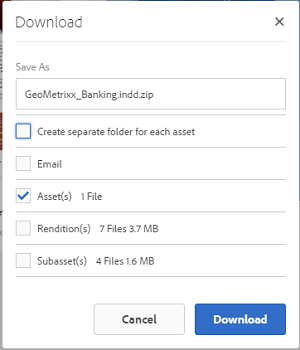 Download
Save As
GeoMetrixx_Banking.indd.zip
Create separate folder for each asset
Email
Asset(s) 1 File
Rendition(s) 7 Files 3.7 MB
Subasset(s) 4 Files 1.6 MB
Cancel Download